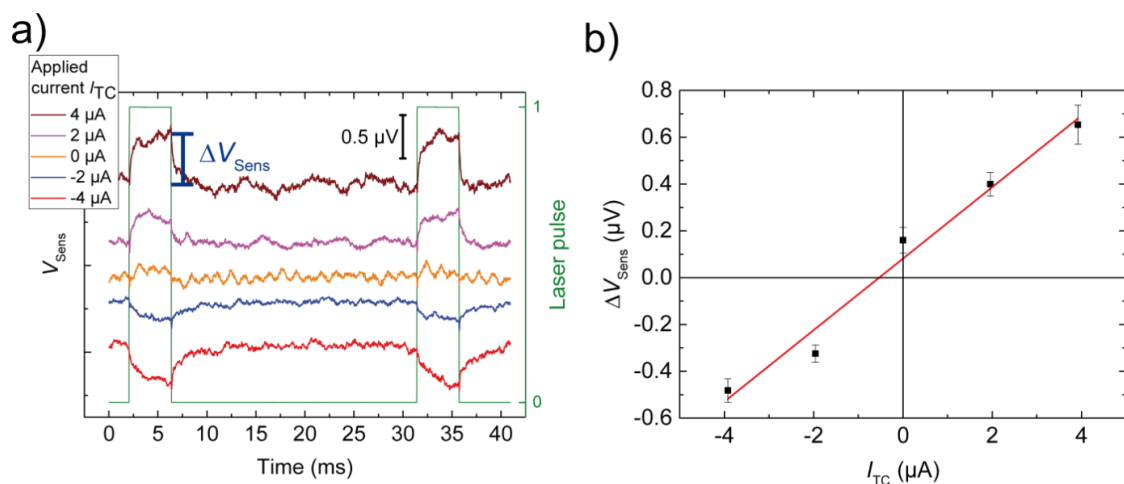 a)
Applied
current I_TC
4 µA
2 µA
0 µA
-2 µA
-4 µA
ΔV_Sens
0.5 µV
V_Sens
1
0
Laser pulse
0 5 10 15 20 25 30 35 40
Time (ms)
b)
0.8
0.6
0.4
0.2
0.0
-0.2
-0.4
-0.6
ΔV_Sens (µV)
-4 -2 0 2 4
I_TC (µA)